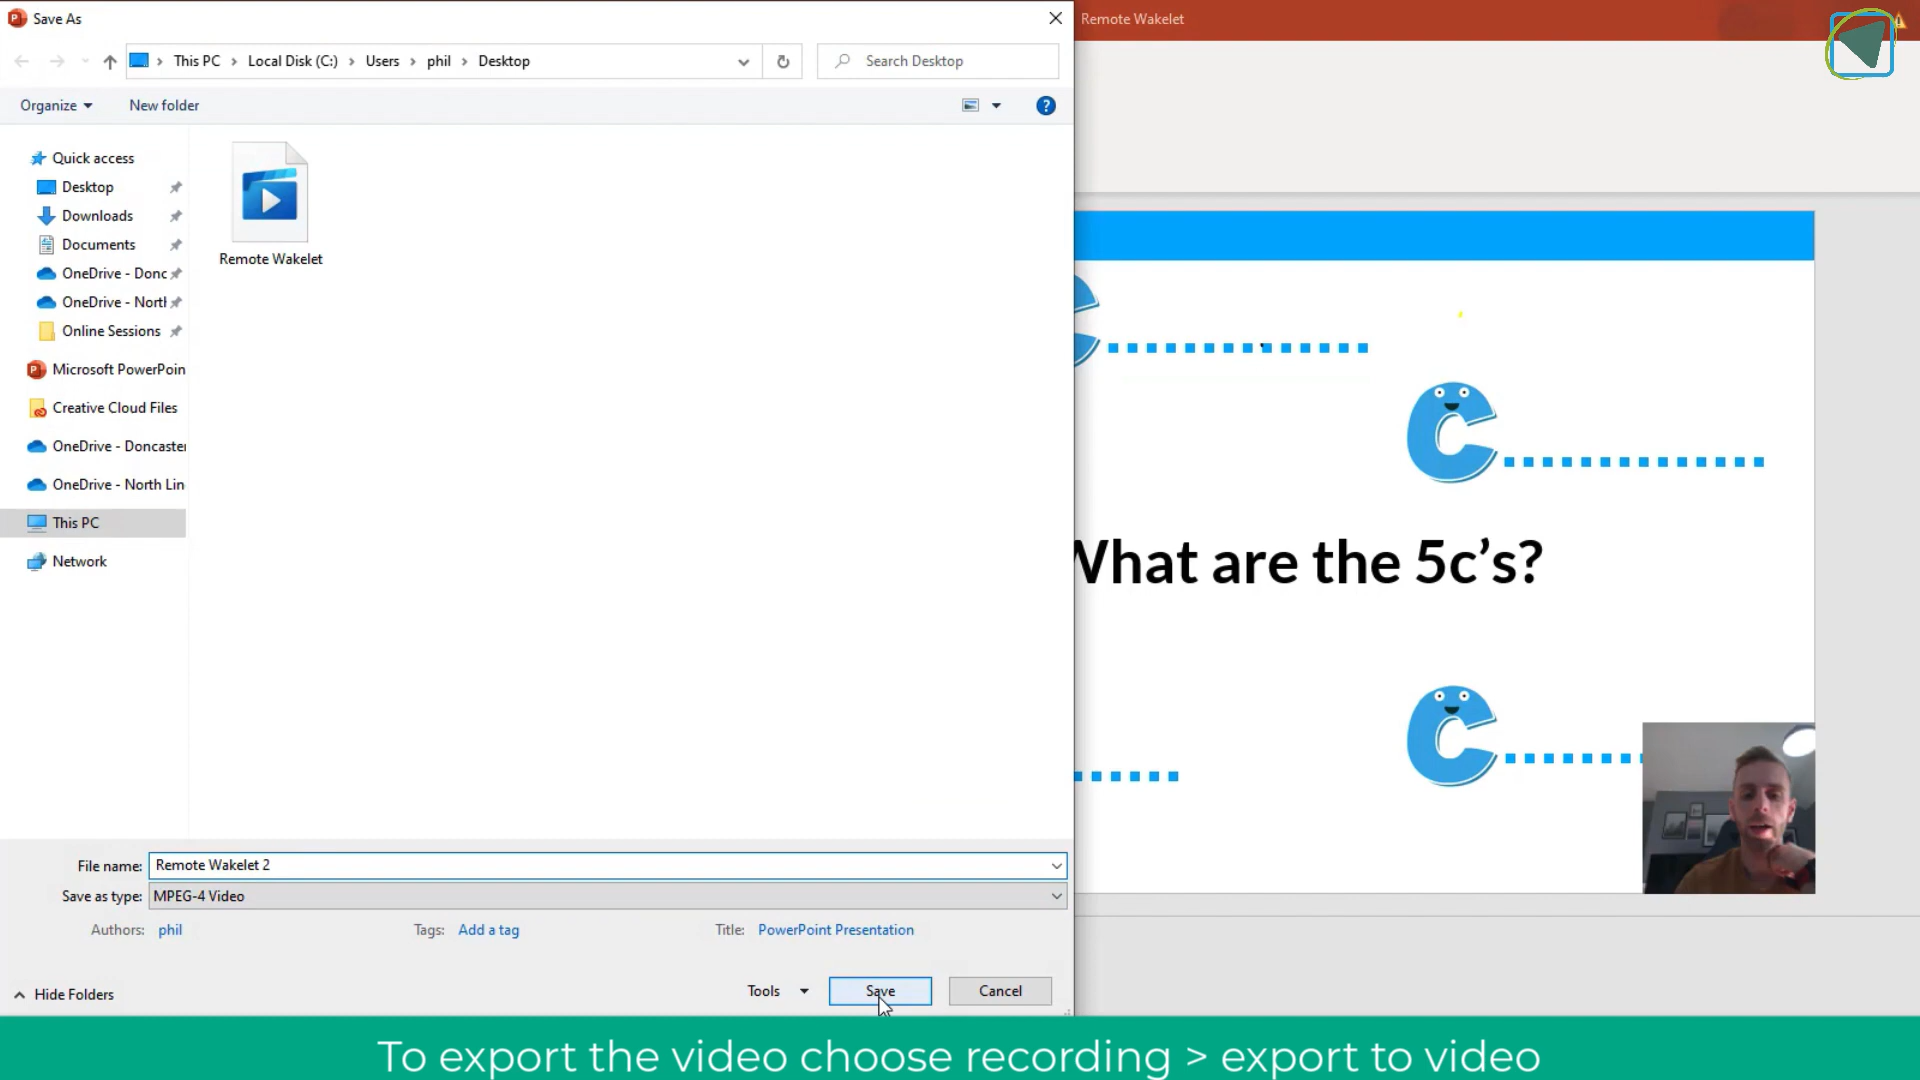 Save As
Remote Wakelet
This PC
Local Disk (C:)
Users
phil
Desktop
Search Desktop
Organize
New folder
Quick access
Desktop
Downloads
Documents
OneDrive - Donc
OneDrive - North
Online Sessions
Microsoft PowerPoin
Creative Cloud Files
OneDrive - Doncaster
OneDrive - North Lin
This PC
Network
Remote Wakelet
What are the 5c’s?
File name: Remote Wakelet 2
Save as type: MPEG-4 Video
Authors: phil
Tags: Add a tag
Title: PowerPoint Presentation
Hide Folders
Tools
Save
Cancel
To export the video choose recording > export to video